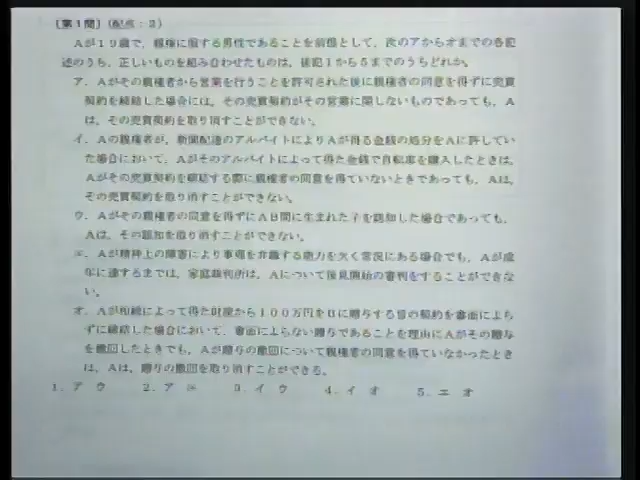 ［第１問］（配点：２）
Ａが１９歳で，親権に服する男性であることを前提として，次のアからオまでの各記
述のうち，正しいものを組み合わせたものは，後記１から５までのうちどれか。
ア．Ａがその親権者から営業を行うことを許可された後に親権者の同意を得ずに売買
契約を締結した場合には，その売買契約がその営業に関しないものであっても，Ａ
は，その売買契約を取り消すことができない。
イ．Ａの親権者が，新聞配達のアルバイトによりＡが得る金銭の処分をＡに許してい
た場合において，Ａがそのアルバイトによって得た金銭で自転車を購入したときは，
Ａがその売買契約を締結する際に親権者の同意を得ていないときであっても，Ａは，
その売買契約を取り消すことができない。
ウ．Ａがその親権者の同意を得ずにＡＢ間に生まれた子を認知した場合であっても，
Ａは，その認知を取り消すことができない。
エ．Ａが精神上の障害により事理を弁識する能力を欠く常況にある場合でも，Ａが成
年に達するまでは，家庭裁判所は，Ａについて後見開始の審判をすることができな
い。
オ．Ａが相続によって得た財産から１００万円をＢに贈与する旨の契約を書面によら
ずに締結した場合において，書面によらない贈与であることを理由にＡがその贈与
を撤回したときでも，Ａが贈与の撤回について親権者の同意を得ていなかったとき
は，Ａは，贈与の撤回を取り消すことができる。
１．ア　ウ　２．ア　エ　３．イ　ウ　４．イ　オ　５．エ　オ